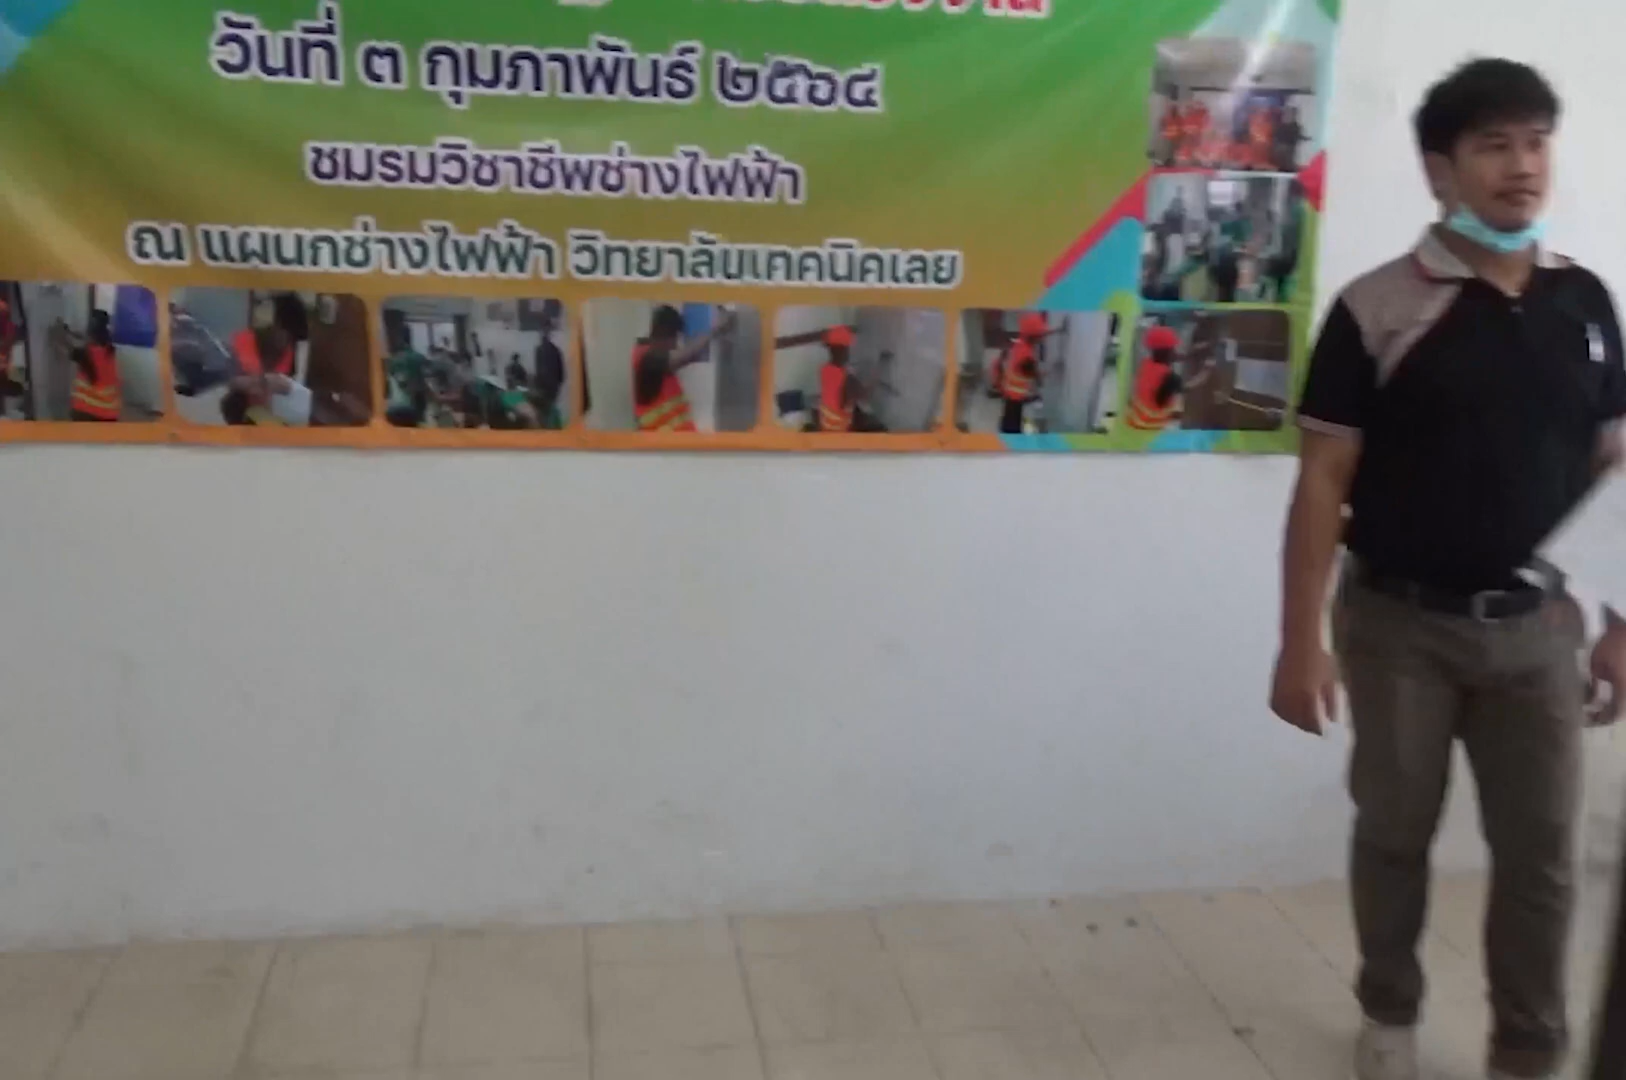 วันที่ ๓ กุมภาพันธ์ ๒๕๖๔
ชมรมวิชาชีพช่างไฟฟ้า
ณ แผนกช่างไฟฟ้า วิทยาลัยเทคนิคเลย